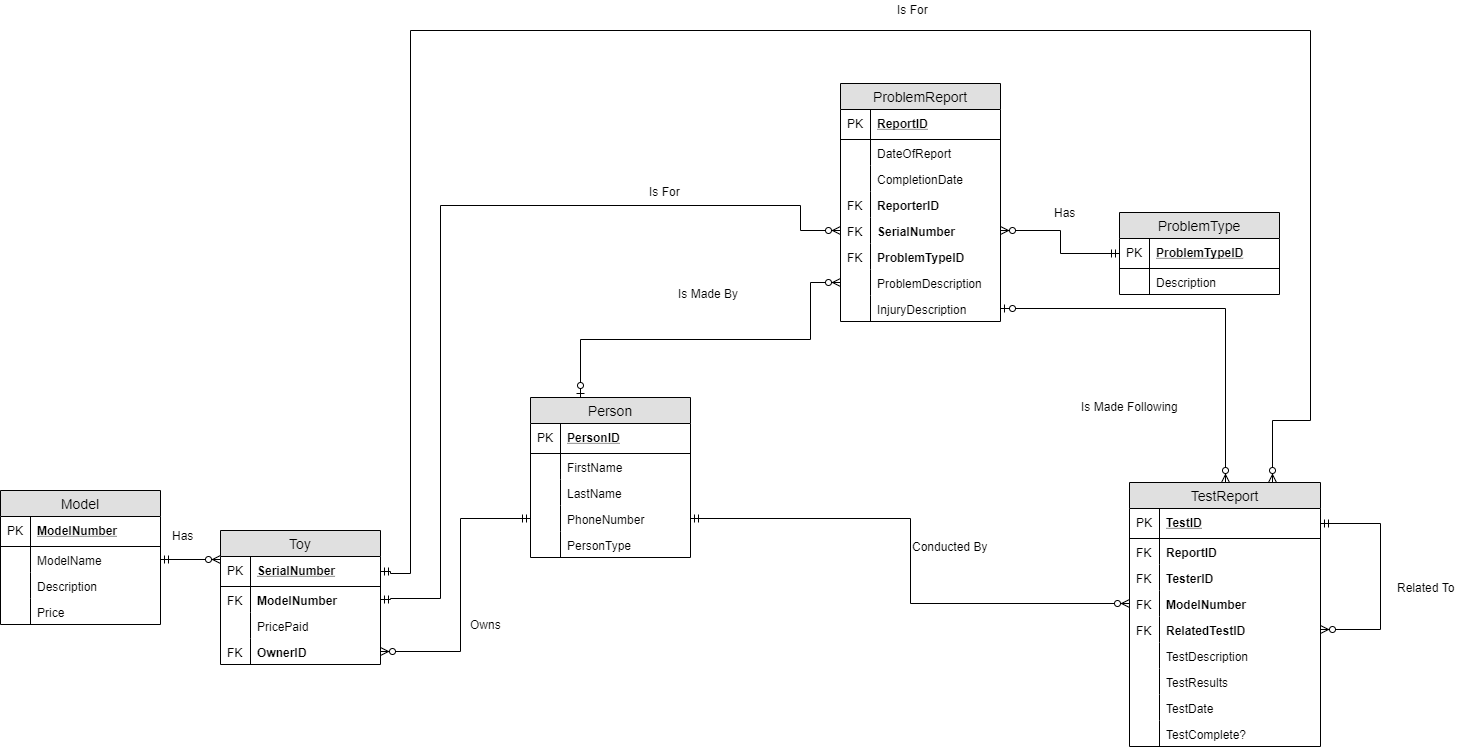 Is For
ProblemReport
PK ReportID
DateOfReport
CompletionDate
FK ReporterID
FK SerialNumber
FK ProblemTypeID
ProblemDescription
InjuryDescription
Is For
Has
ProblemType
PK ProblemTypeID
Description
Is Made By
Is Made Following
Person
PK PersonID
FirstName
LastName
PhoneNumber
PersonType
Model
PK ModelNumber
ModelName
Description
Price
Has
Toy
PK SerialNumber
FK ModelNumber
PricePaid
FK OwnerID
Owns
Conducted By
TestReport
PK TestID
FK ReportID
FK TesterID
FK ModelNumber
FK RelatedTestID
TestDescription
TestResults
TestDate
TestComplete?
Related To